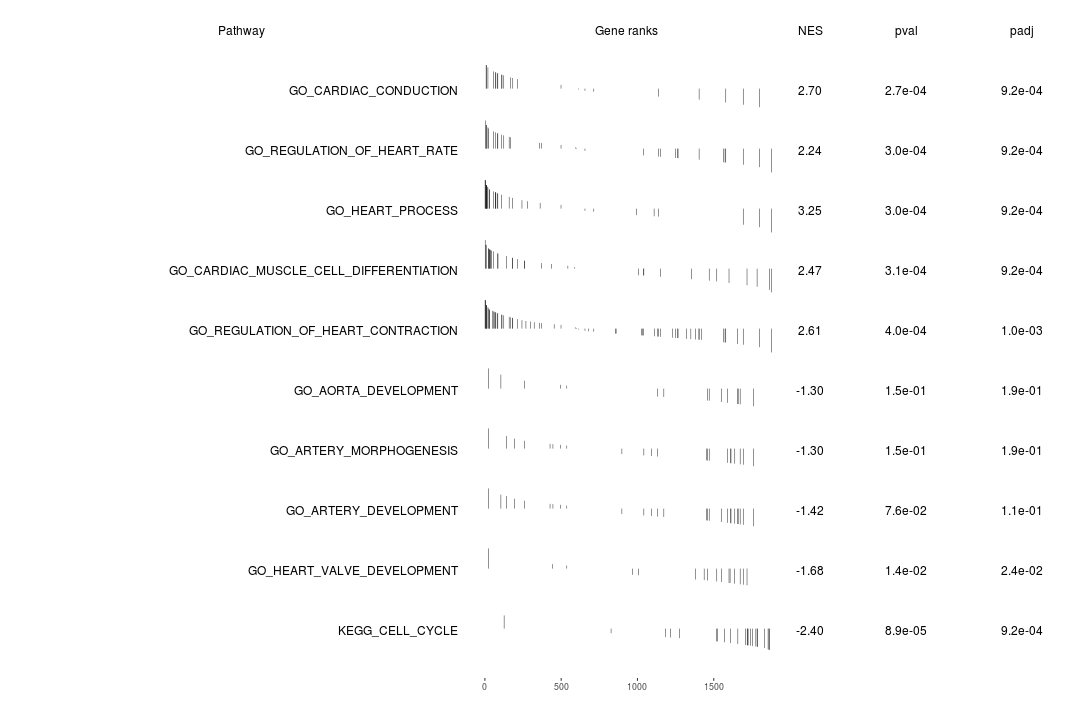 Pathway Gene ranks NES pval padj
GO_CARDIAC_CONDUCTION 2.70 2.7e-04 9.2e-04
GO_REGULATION_OF_HEART_RATE 2.24 3.0e-04 9.2e-04
GO_HEART_PROCESS 3.25 3.0e-04 9.2e-04
GO_CARDIAC_MUSCLE_CELL_DIFFERENTIATION 2.47 3.1e-04 9.2e-04
GO_REGULATION_OF_HEART_CONTRACTION 2.61 4.0e-04 1.0e-03
GO_AORTA_DEVELOPMENT -1.30 1.5e-01 1.9e-01
GO_ARTERY_MORPHOGENESIS -1.30 1.5e-01 1.9e-01
GO_ARTERY_DEVELOPMENT -1.42 7.6e-02 1.1e-01
GO_HEART_VALVE_DEVELOPMENT -1.68 1.4e-02 2.4e-02
KEGG_CELL_CYCLE -2.40 8.9e-05 9.2e-04
0 500 1000 1500